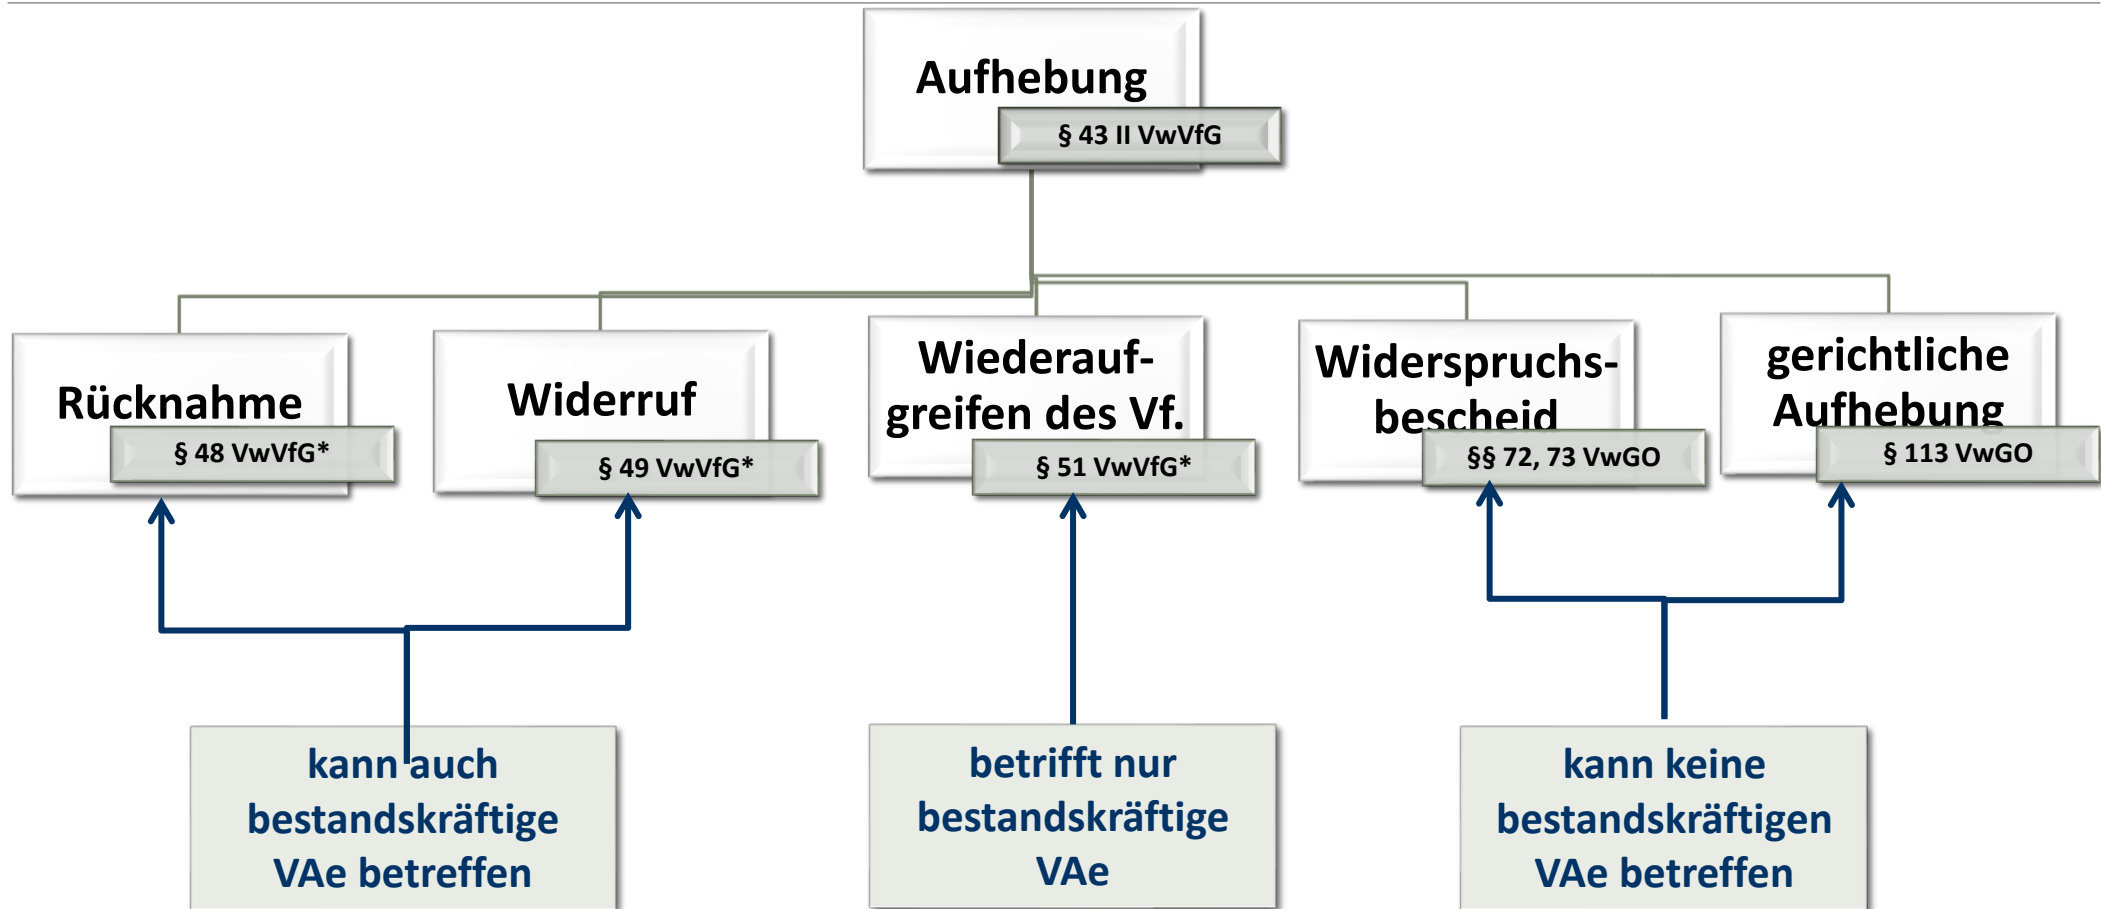 Aufhebung
§ 43 II VwVfG
Rücknahme
§ 48 VwVfG*
Widerruf
§ 49 VwVfG*
Wiederauf-
greifen des Vf.
§ 51 VwVfG*
Widerspruchs-
bescheid
§§ 72, 73 VwGO
gerichtliche
Aufhebung
§ 113 VwGO
kann auch
bestandskräftige
VAe betreffen
betrifft nur
bestandskräftige
VAe
kann keine
bestandskräftigen
VAe betreffen